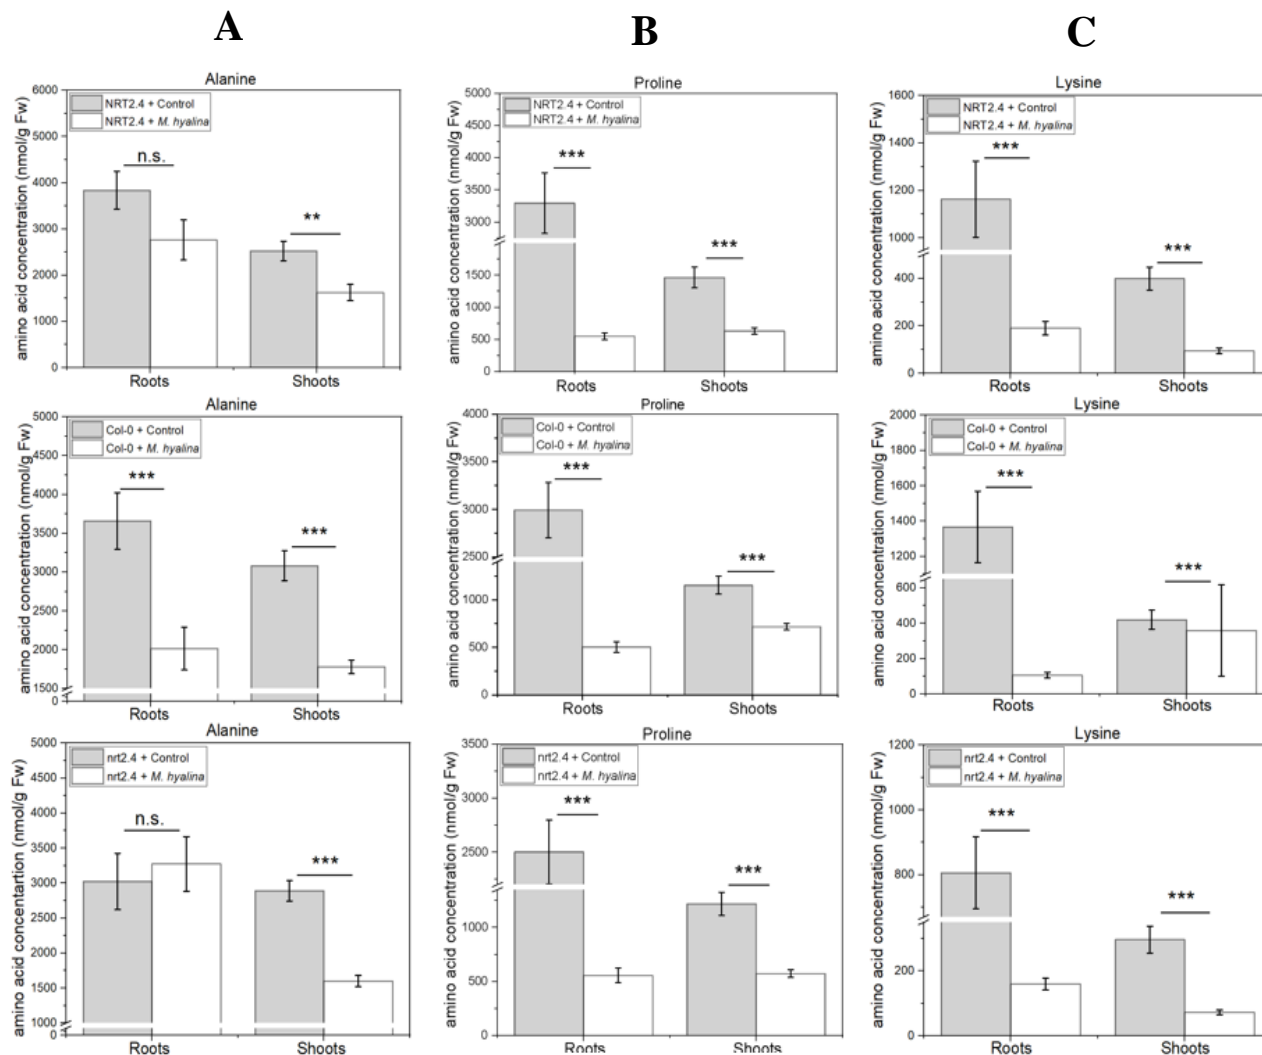 A
B
C
Alanine
amino acid concentration (nmol/g Fw)
6000
5000
4000
3000
2000
1000
0
NRT2.4 + Control
NRT2.4 + M. hyalina
n.s.
**
Roots
Shoots
Proline
amino acid concentration (nmol/g Fw)
5000
4500
4000
3500
3000
1500
1000
500
0
NRT2.4 + Control
NRT2.4 + M. hyalina
***
***
Roots
Shoots
Lysine
amino acid concentration (nmol/g Fw)
1600
1400
1200
1000
400
200
0
NRT2.4 + Control
NRT2.4 + M. hyalina
***
***
Roots
Shoots
Alanine
amino acid concentration (nmol/g Fw)
5000
4500
4000
3500
3000
2500
2000
1500
0
Col-0 + Control
Col-0 + M. hyalina
***
***
Roots
Shoots
Proline
amino acid concentration (nmol/g Fw)
4000
3000
2500
1000
500
0
Col-0 + Control
Col-0 + M. hyalina
***
***
Roots
Shoots
Lysine
amino acid concentration (nmol/g Fw)
2000
1800
1600
1400
1200
600
400
200
0
Col-0 + Control
Col-0 + M. hyalina
***
***
Roots
Shoots
Alanine
amino acid concentartion (nmol/g Fw)
5000
4500
4000
3500
3000
2500
2000
1500
1000
0
nrt2.4 + Control
nrt2.4 + M. hyalina
n.s.
***
Roots
Shoots
Proline
amino acid concentration (nmol/g Fw)
3500
3000
2500
1000
500
0
nrt2.4 + Control
nrt2.4 + M. hyalina
***
***
Roots
Shoots
Lysine
amino acid concentration (nmol/g Fw)
1200
1000
800
200
0
nrt2.4 + Control
nrt2.4 + M. hyalina
***
***
Roots
Shoots